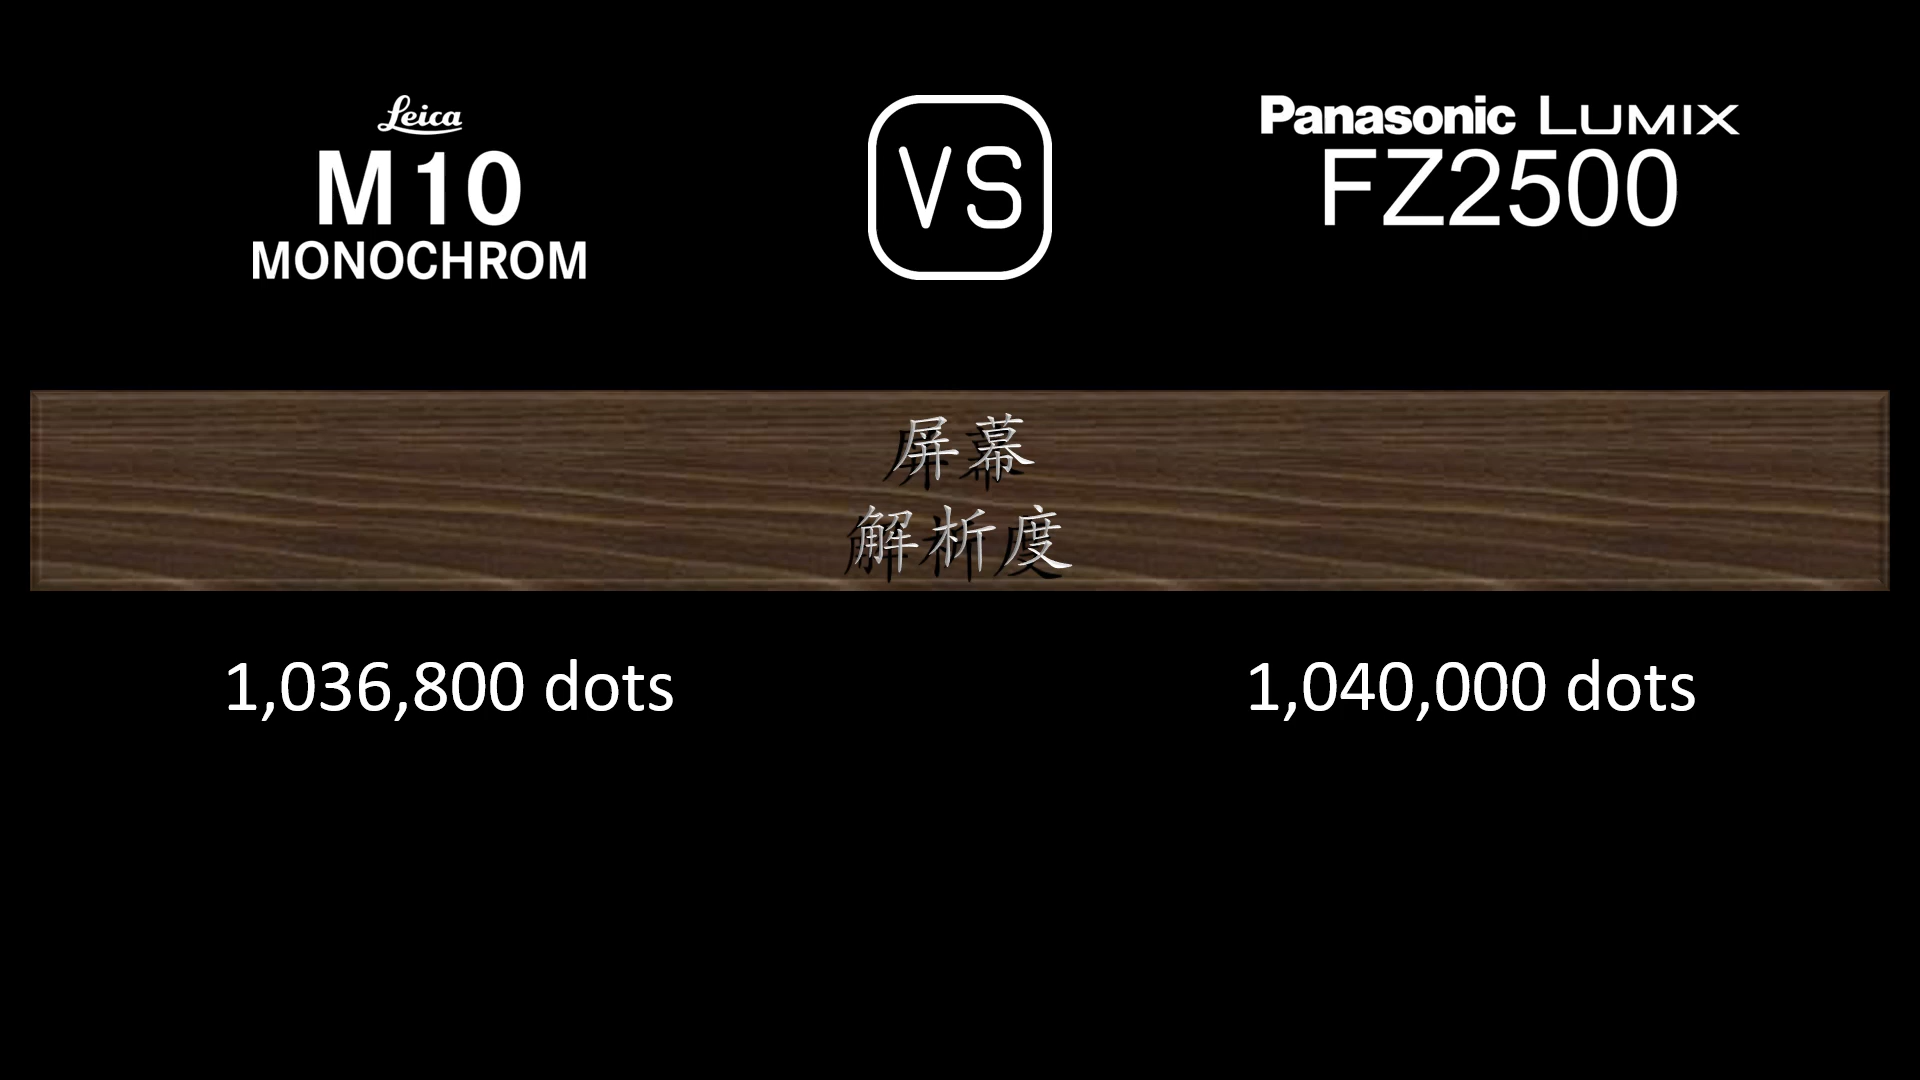 Leica
M10
MONOCHROM
VS
Panasonic LUMIX
FZ2500
屏幕
解析度
1,036,800 dots
1,040,000 dots